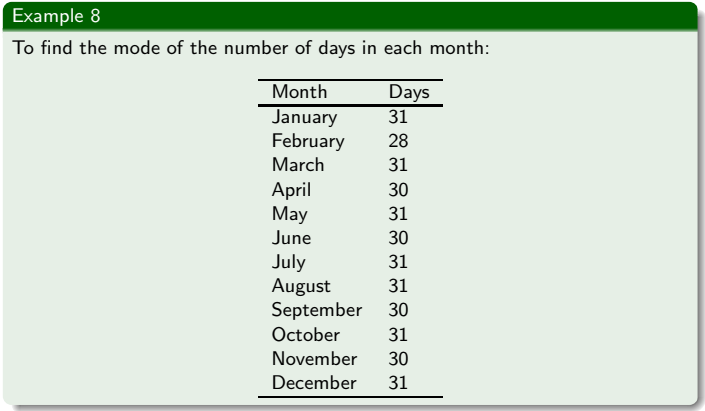 Example 8
To find the mode of the number of days in each month:
Month Days
January 31
February 28
March 31
April 30
May 31
June 30
July 31
August 31
September 30
October 31
November 30
December 31